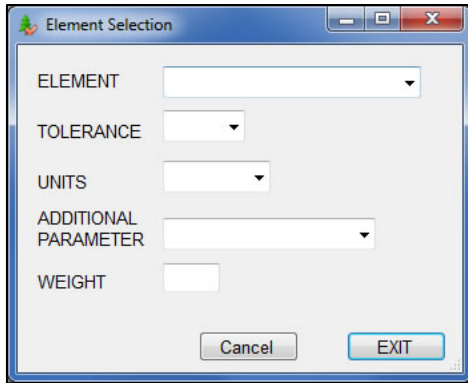 Element Selection
ELEMENT
TOLERANCE
UNITS
ADDITIONAL
PARAMETER
WEIGHT
Cancel EXIT